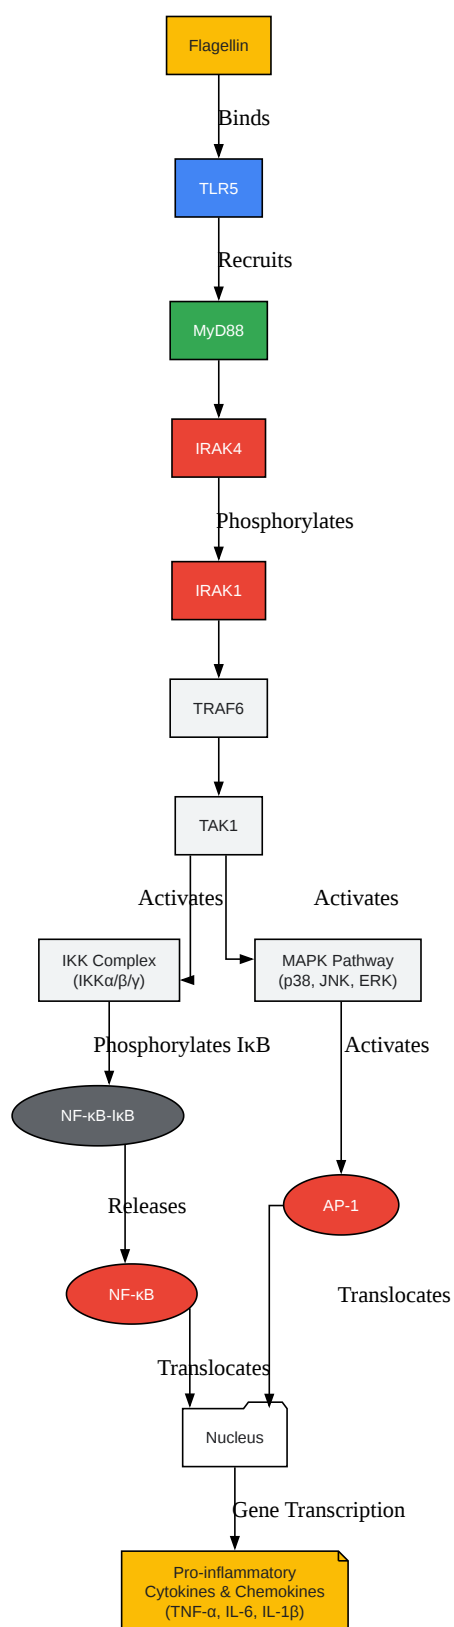 Flagellin
Binds
TLR5
Recruits
MyD88
IRAK4
Phosphorylates
IRAK1
TRAF6
TAK1
Activates
Activates
IKK Complex
(IKKα/β/γ)
MAPK Pathway
(p38, JNK, ERK)
Phosphorylates IκB
Activates
NF-κB-IκB
Releases
AP-1
NF-κB
Translocates
Translocates
Nucleus
Gene Transcription
Pro-inflammatory
Cytokines & Chemokines
(TNF-α, IL-6, IL-1β)